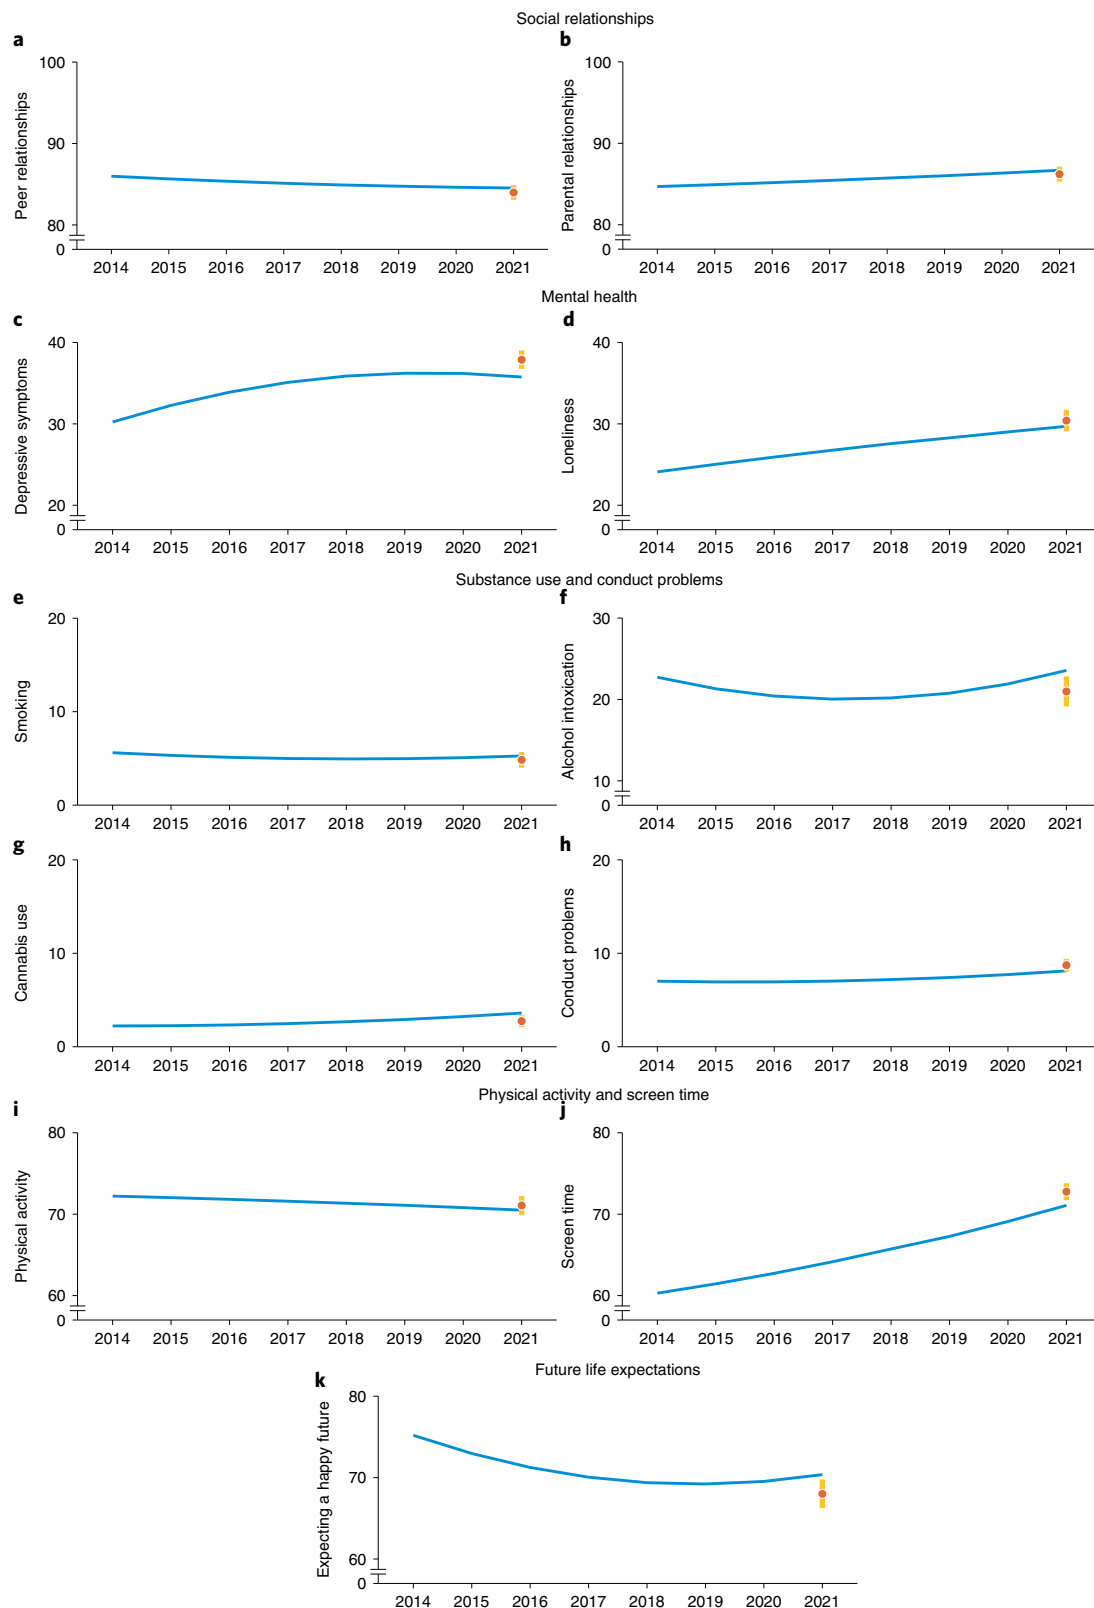 Social relationships
a
b
Peer relationships
100
90
80
0
2014 2015 2016 2017 2018 2019 2020 2021
Parental relationships
100
90
80
0
2014 2015 2016 2017 2018 2019 2020 2021
Mental health
c
d
Depressive symptoms
40
30
20
0
2014 2015 2016 2017 2018 2019 2020 2021
Loneliness
40
30
20
0
2014 2015 2016 2017 2018 2019 2020 2021
Substance use and conduct problems
e
f
Smoking
20
10
0
2014 2015 2016 2017 2018 2019 2020 2021
Alcohol intoxication
30
20
10
0
2014 2015 2016 2017 2018 2019 2020 2021
g
h
Cannabis use
20
10
0
2014 2015 2016 2017 2018 2019 2020 2021
Conduct problems
20
10
0
2014 2015 2016 2017 2018 2019 2020 2021
Physical activity and screen time
i
j
Physical activity
80
70
60
0
2014 2015 2016 2017 2018 2019 2020 2021
Screen time
80
70
60
0
2014 2015 2016 2017 2018 2019 2020 2021
Future life expectations
k
Expecting a happy future
80
70
60
0
2014 2015 2016 2017 2018 2019 2020 2021